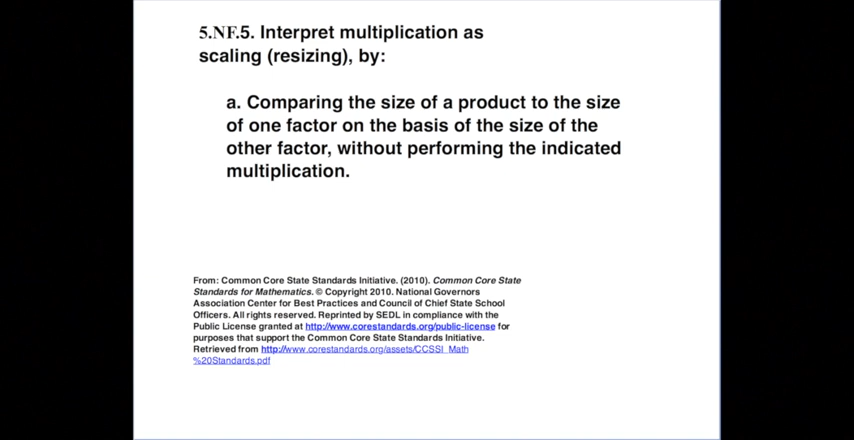 5.NF.5. Interpret multiplication as
scaling (resizing), by:
a. Comparing the size of a product to the size
of one factor on the basis of the size of the
other factor, without performing the indicated
multiplication.
From: Common Core State Standards Initiative. (2010). Common Core State
Standards for Mathematics. © Copyright 2010. National Governors
Association Center for Best Practices and Council of Chief State School
Officers. All rights reserved. Reprinted by SEDL in compliance with the
Public License granted at http://www.corestandards.org/public-license for
purposes that support the Common Core State Standards Initiative.
Retrieved from http://www.corestandards.org/assets/CCSSI_Math
%20Standards.pdf